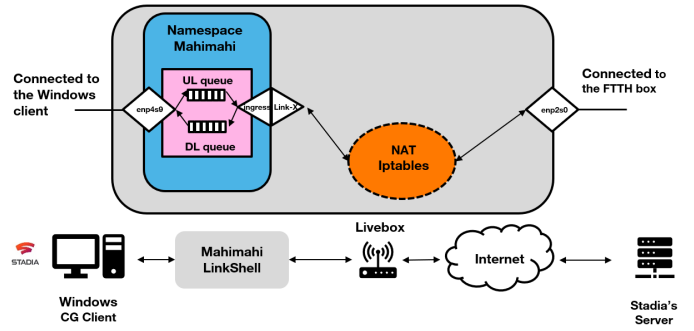 Namespace
Mahimahi
Connected to
the Windows
client
UL queue
enp4s9
ingress
Link-X
DL queue
NAT
Iptables
enp2s0
Connected to
the FTTH box
STADIA
Windows
CG Client
Mahimahi
LinkShell
Livebox
Internet
Stadia's
Server